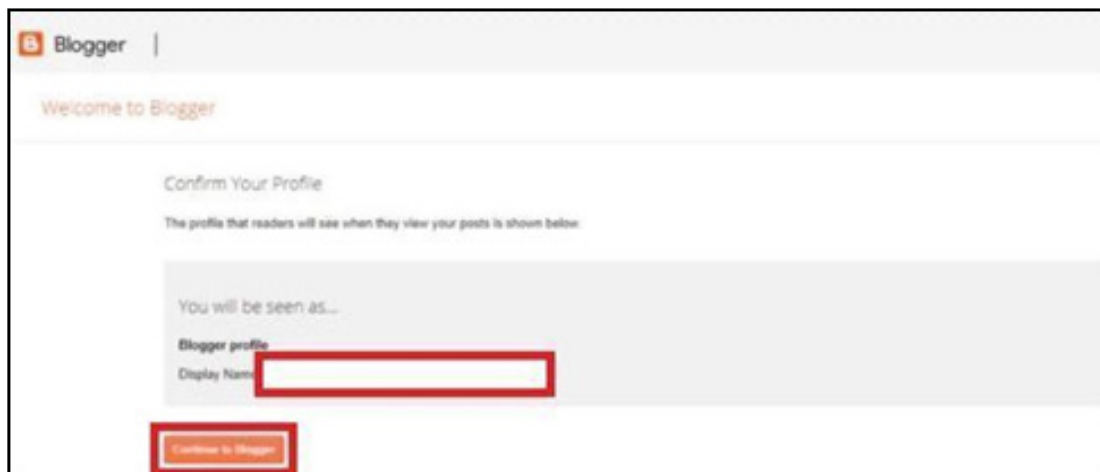 Blogger |
Welcome to Blogger
Confirm Your Profile
The profile that readers will see when they view your posts is shown below.
You will be seen as...
Blogger profile
Display Name
Continue to Blogger